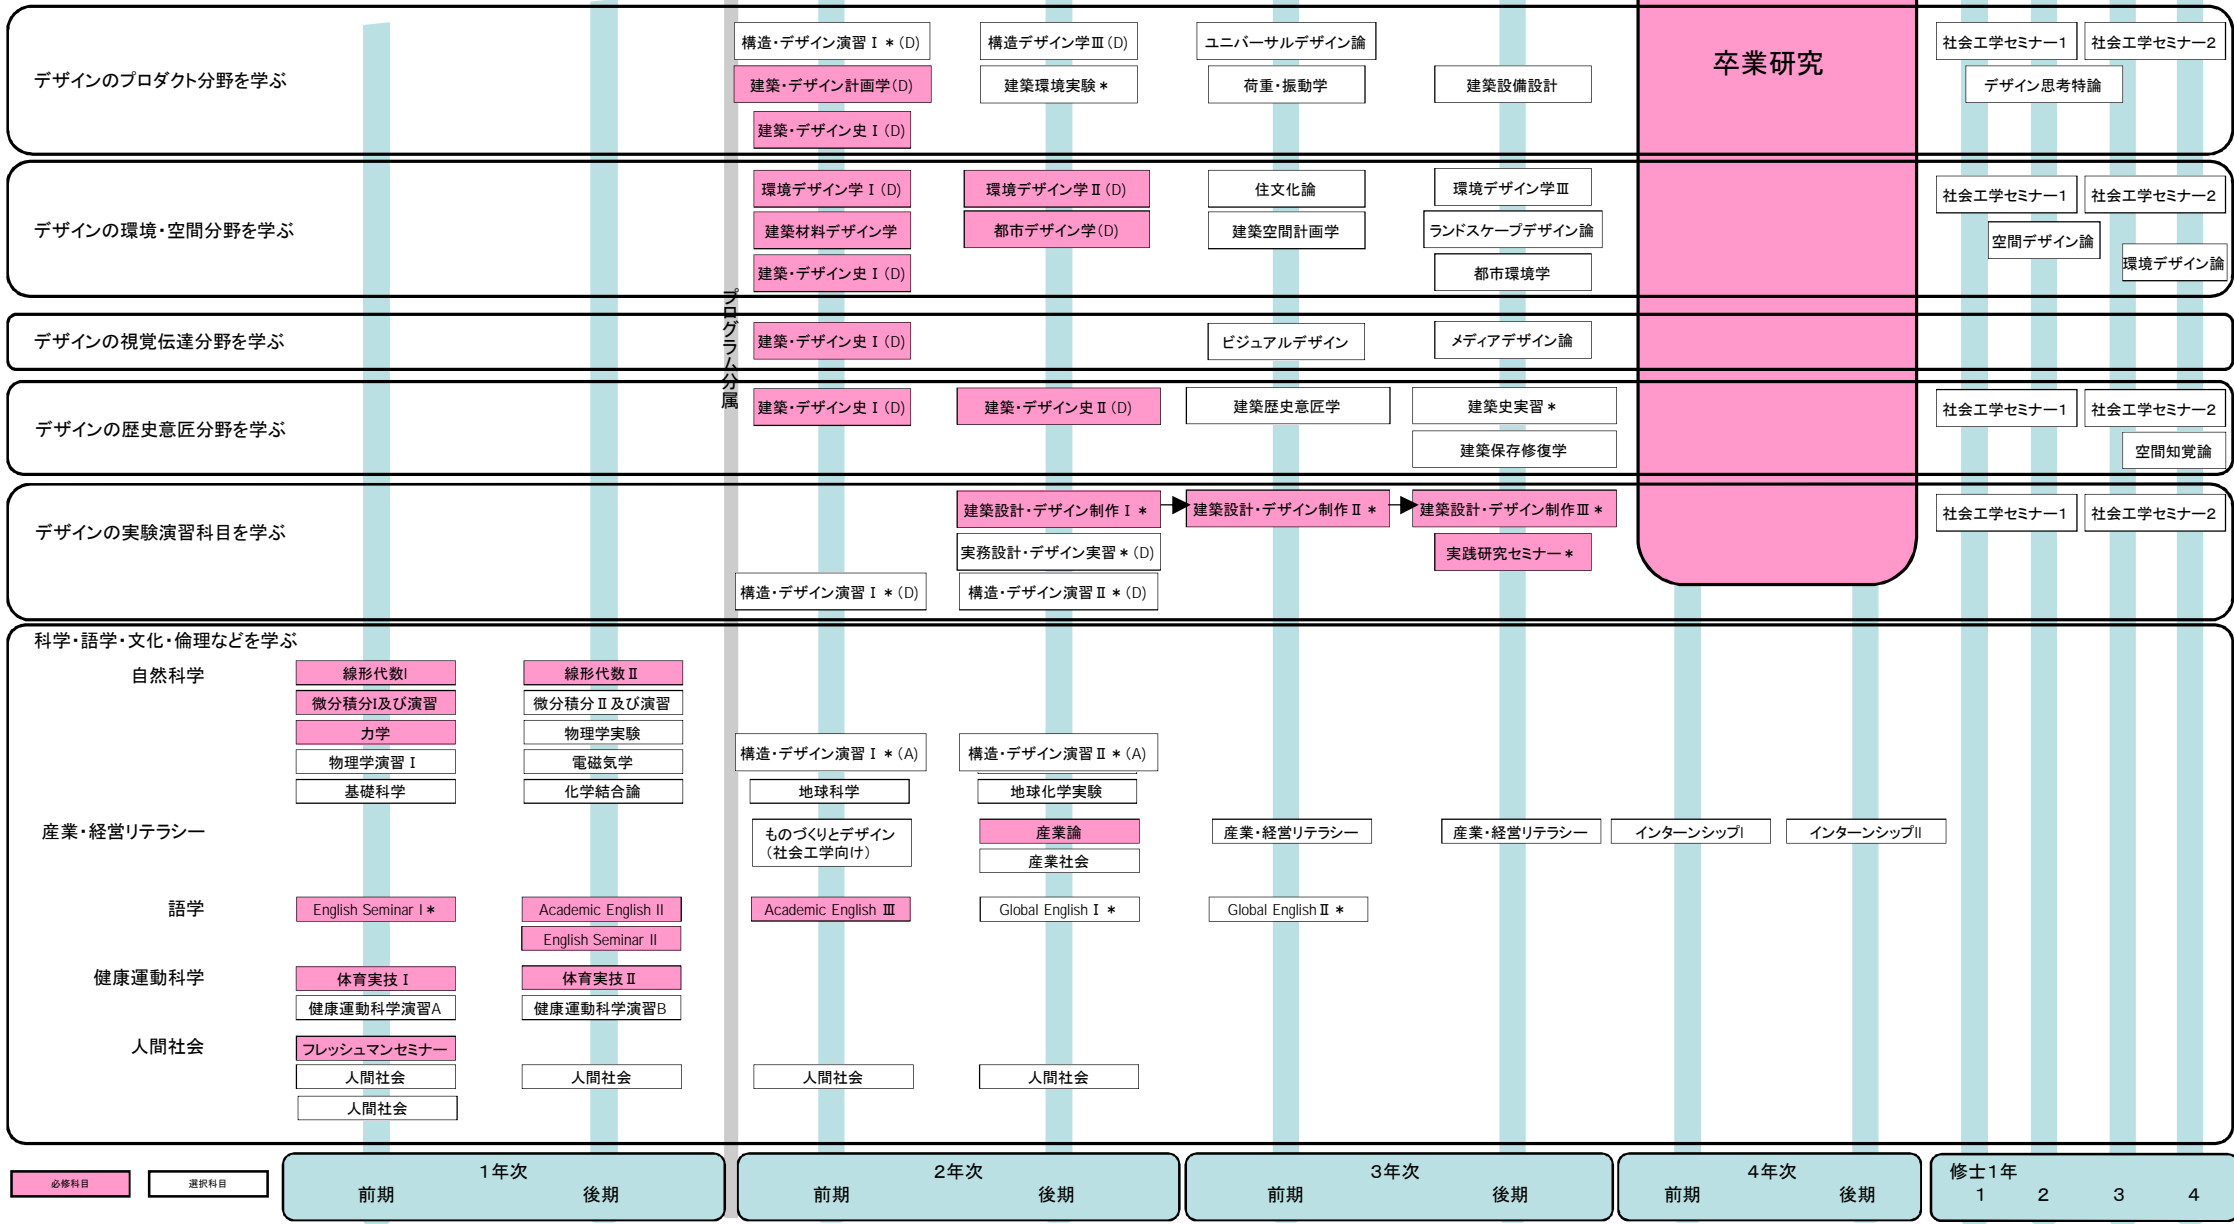 デザインのプロダクト分野を学ぶ
構造・デザイン演習Ⅰ＊(D)
構造デザイン学Ⅲ(D)
ユニバーサルデザイン論
卒業研究
社会工学セミナー1
社会工学セミナー2
建築・デザイン計画学(D)
建築環境実験＊
荷重・振動学
建築設備設計
デザイン思考特論
建築・デザイン史Ⅰ(D)
デザインの環境・空間分野を学ぶ
環境デザイン学Ⅰ(D)
環境デザイン学Ⅱ(D)
住文化論
環境デザイン学Ⅲ
社会工学セミナー1
社会工学セミナー2
建築材料デザイン学
都市デザイン学(D)
建築空間計画学
ランドスケープデザイン論
空間デザイン論
建築・デザイン史Ⅰ(D)
都市環境学
環境デザイン論
プログラム分属
デザインの視覚伝達分野を学ぶ
建築・デザイン史Ⅰ(D)
ビジュアルデザイン
メディアデザイン論
デザインの歴史意匠分野を学ぶ
建築・デザイン史Ⅰ(D)
建築・デザイン史Ⅱ(D)
建築歴史意匠学
建築史実習＊
社会工学セミナー1
社会工学セミナー2
建築保存修復学
空間知覚論
デザインの実験演習科目を学ぶ
建築設計・デザイン制作Ⅰ＊
建築設計・デザイン制作Ⅱ＊
建築設計・デザイン制作Ⅲ＊
社会工学セミナー1
社会工学セミナー2
実務設計・デザイン実習＊(D)
実践研究セミナー＊
構造・デザイン演習Ⅰ＊(D)
構造・デザイン演習Ⅱ＊(D)
科学・語学・文化・倫理などを学ぶ
自然科学
線形代数I
線形代数Ⅱ
微分積分I及び演習
微分積分Ⅱ及び演習
力学
物理学実験
構造・デザイン演習Ⅰ＊(A)
構造・デザイン演習Ⅱ＊(A)
物理学演習Ⅰ
電磁気学
基礎科学
化学結合論
地球科学
地球化学実験
産業・経営リテラシー
ものづくりとデザイン
（社会工学向け）
産業論
産業・経営リテラシー
産業・経営リテラシー
インターンシップI
インターンシップII
産業社会
語学
English Seminar I＊
Academic English II
Academic English Ⅲ
Global English Ⅰ ＊
Global English Ⅱ ＊
English Seminar II
健康運動科学
体育実技Ⅰ
体育実技Ⅱ
健康運動科学演習A
健康運動科学演習B
人間社会
フレッシュマンセミナー
人間社会
人間社会
人間社会
人間社会
人間社会
必修科目
選択科目
1年次
前期
後期
2年次
前期
後期
3年次
前期
後期
4年次
前期
後期
修士1年
1
2
3
4